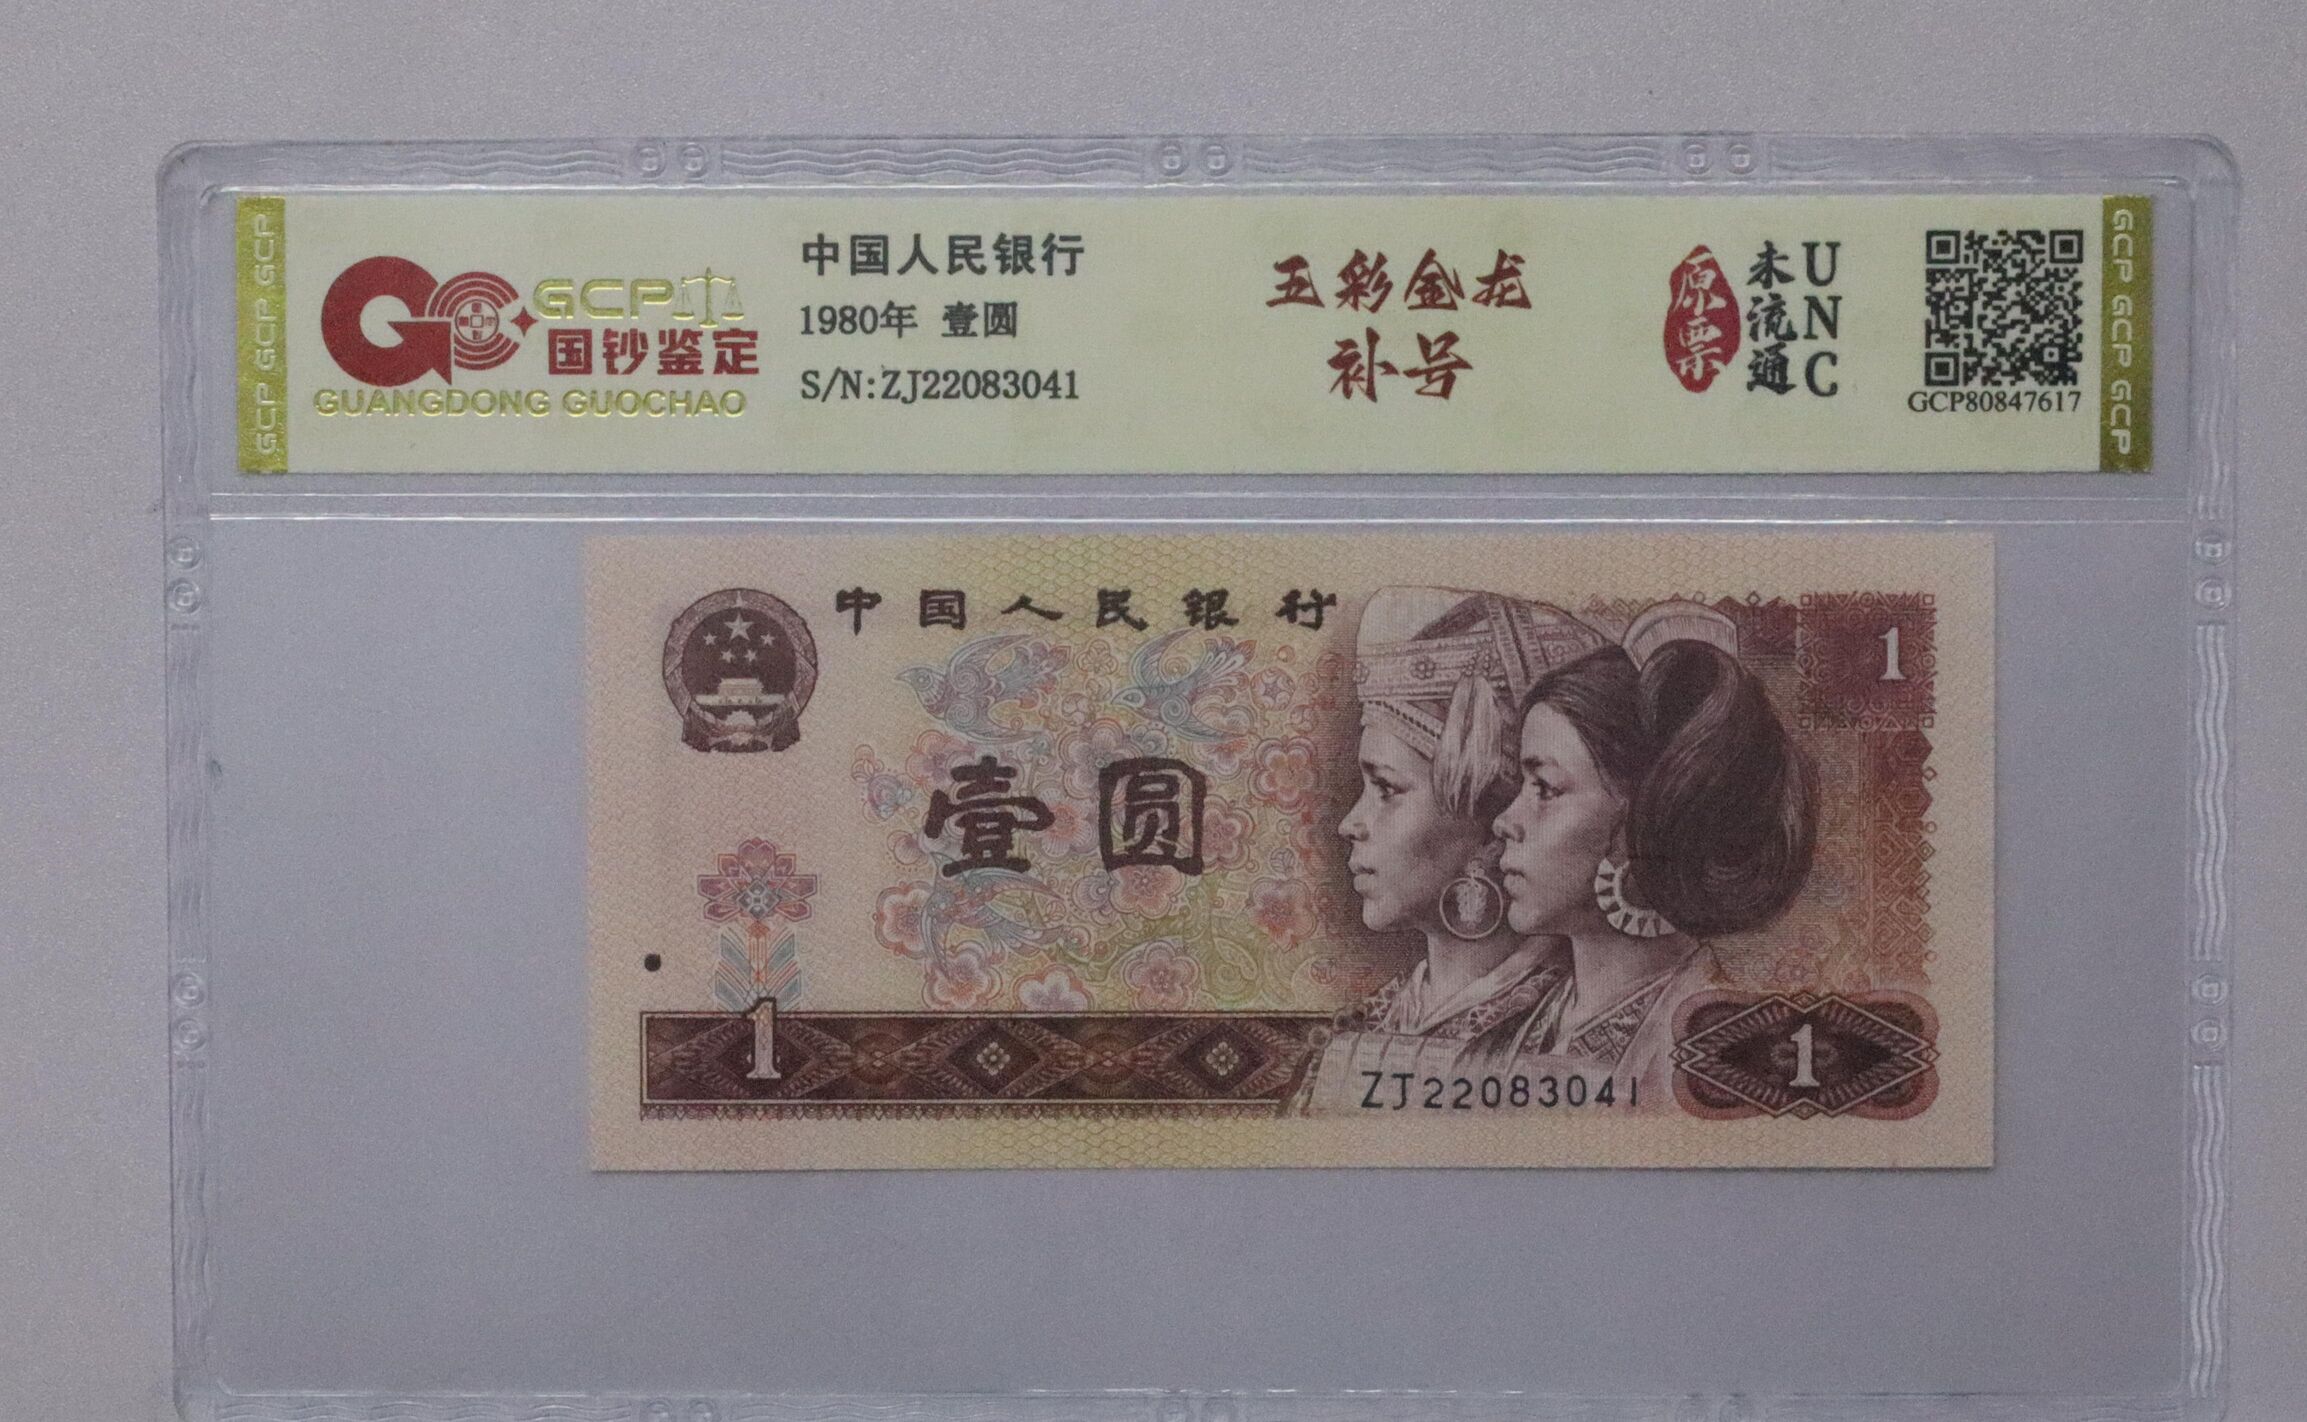 GCP GCP GCP
GCP
国钞鉴定
GUANGDONG GUOCHAO
中国人民银行
1980年 壹圆
S/N:ZJ22083041
五彩金龙
补号
原票
未流通
UNC
GCP80847617
GCP GCP GCP
中国人民银行
1
壹圆
1
1
ZJ22083041